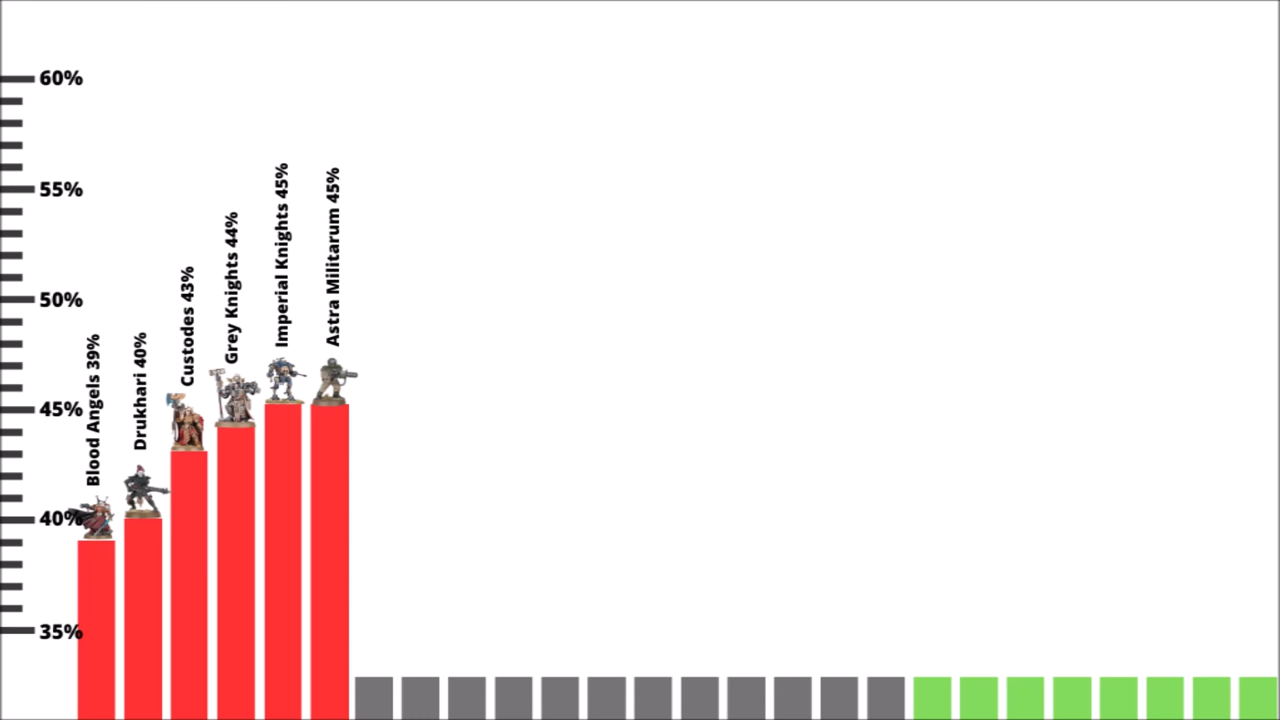 60%
55%
50%
45%
40%
35%
Blood Angels 39%
Drukhari 40%
Custodes 43%
Grey Knights 44%
Imperial Knights 45%
Astra Militarum 45%